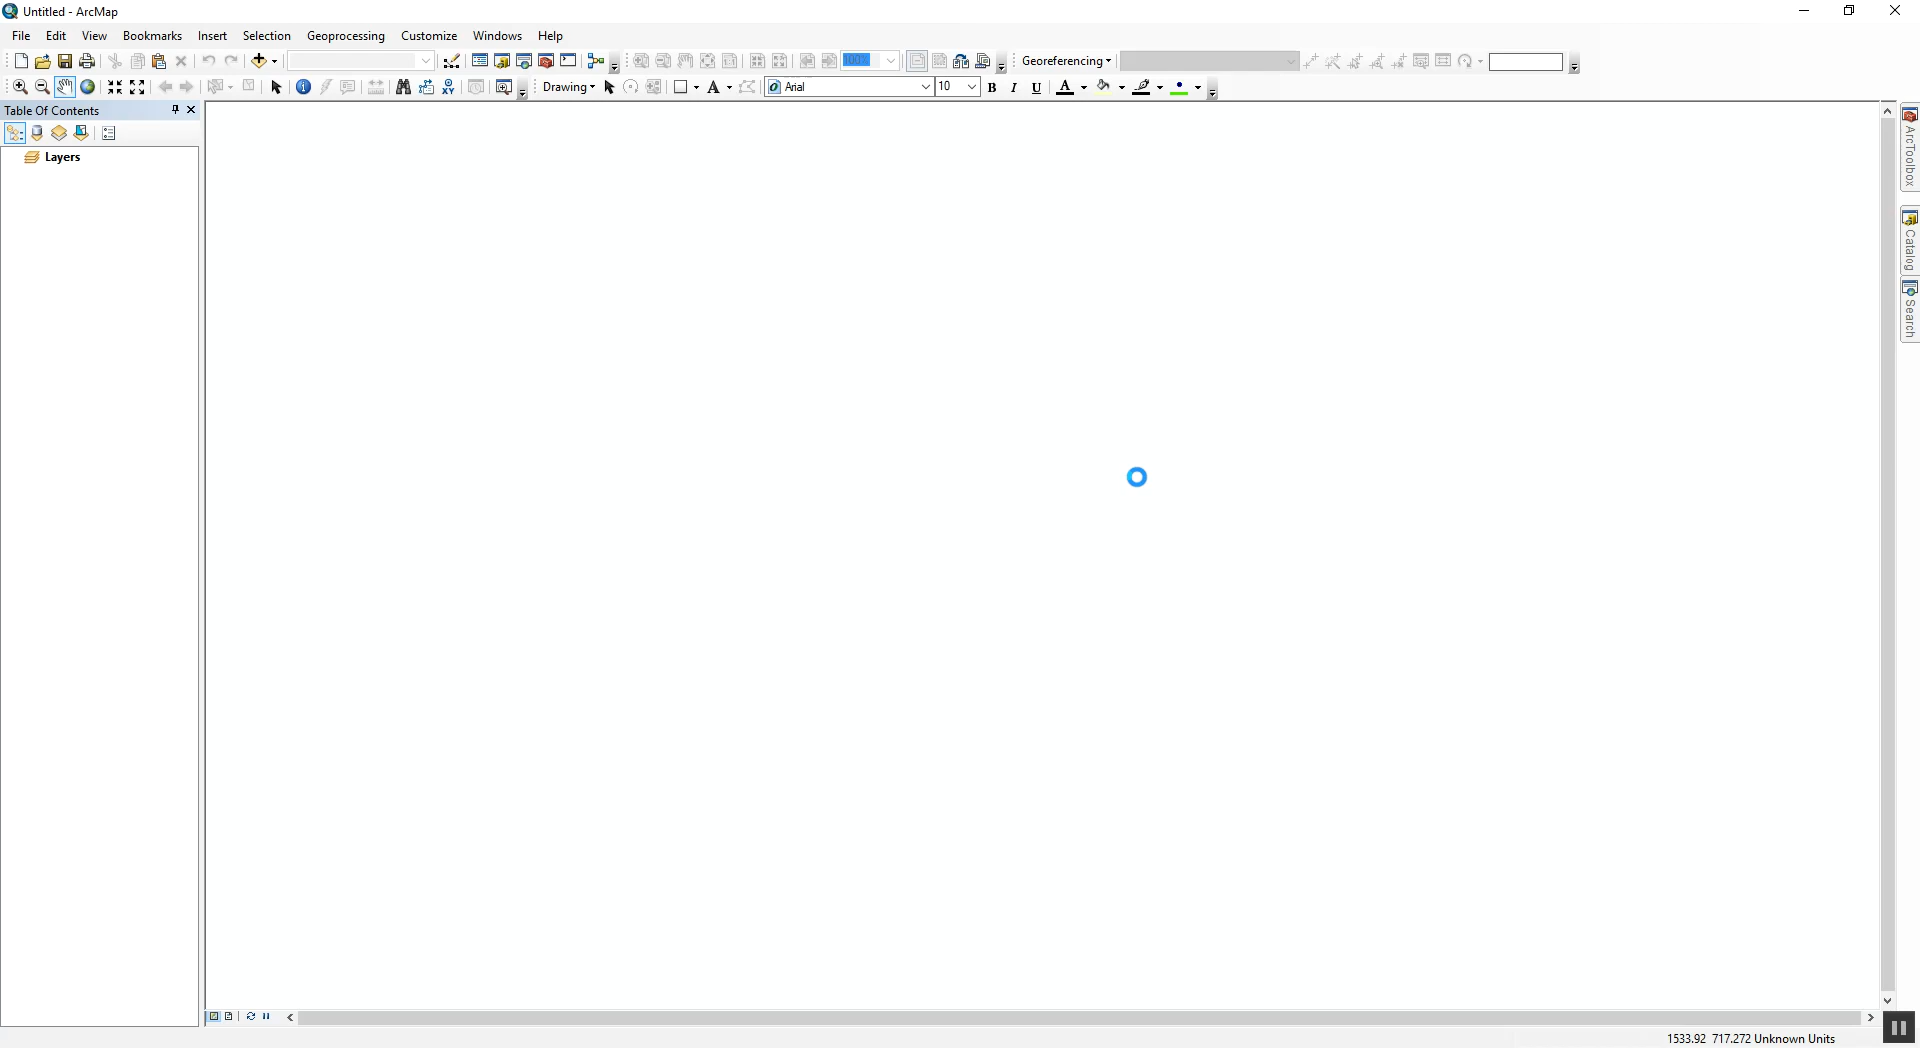 Untitled - ArcMap
File Edit View Bookmarks Insert Selection Geoprocessing Customize Windows Help
100% Georeferencing
Drawing A Arial 10 B I U A
Table Of Contents
Layers
ArcToolbox
Catalog
Search
1533.92 717.272 Unknown Units